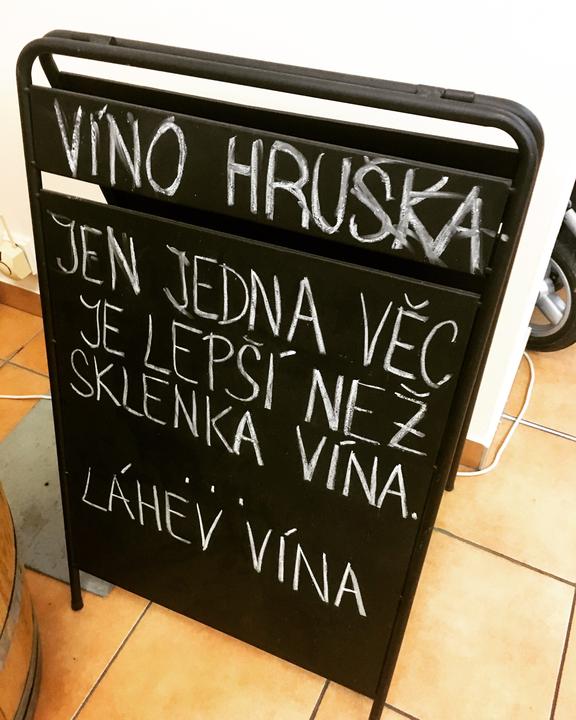 VÍNO HRUŠKA
JEN JEDNA VĚC
JE LEPŠÍ NEŽ
SKLENKA VÍNA.
...
LÁHEV VÍNA